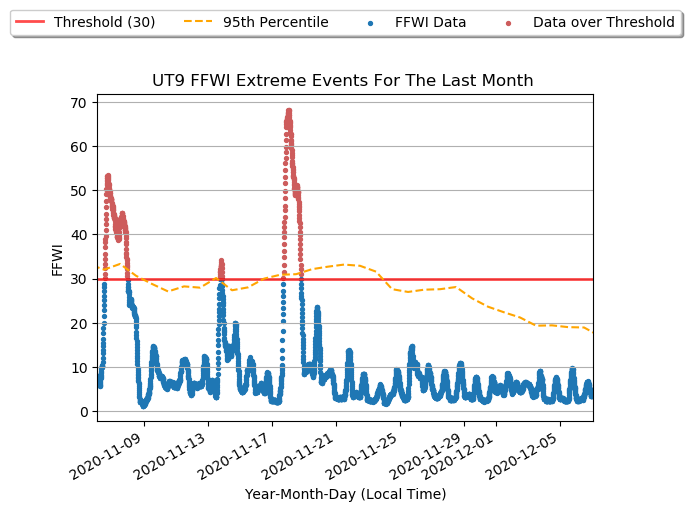 Threshold (30) 95th Percentile FFWI Data Data over Threshold
UT9 FFWI Extreme Events For The Last Month
70
60
50
40
30
20
10
0
FFWI
2020-11-09 2020-11-13 2020-11-17 2020-11-21 2020-11-25 2020-11-29 2020-12-01 2020-12-05
Year-Month-Day (Local Time)